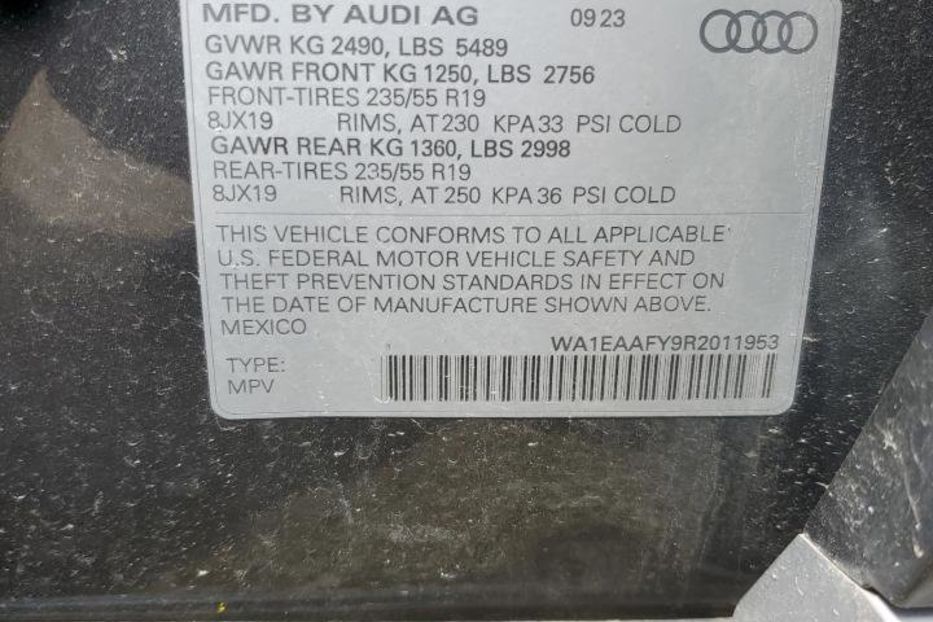 MFD. BY AUDI AG 09 23
GVWR KG 2490, LBS 5489
GAWR FRONT KG 1250, LBS 2756
FRONT-TIRES 235/55 R19
8JX19 RIMS, AT 230 KPA 33 PSI COLD
GAWR REAR KG 1360, LBS 2998
REAR-TIRES 235/55 R19
8JX19 RIMS, AT 250 KPA 36 PSI COLD
THIS VEHICLE CONFORMS TO ALL APPLICABLE
U.S. FEDERAL MOTOR VEHICLE SAFETY AND
THEFT PREVENTION STANDARDS IN EFFECT ON
THE DATE OF MANUFACTURE SHOWN ABOVE.
MEXICO
WA1EAAFY9R2011953
TYPE:
MPV